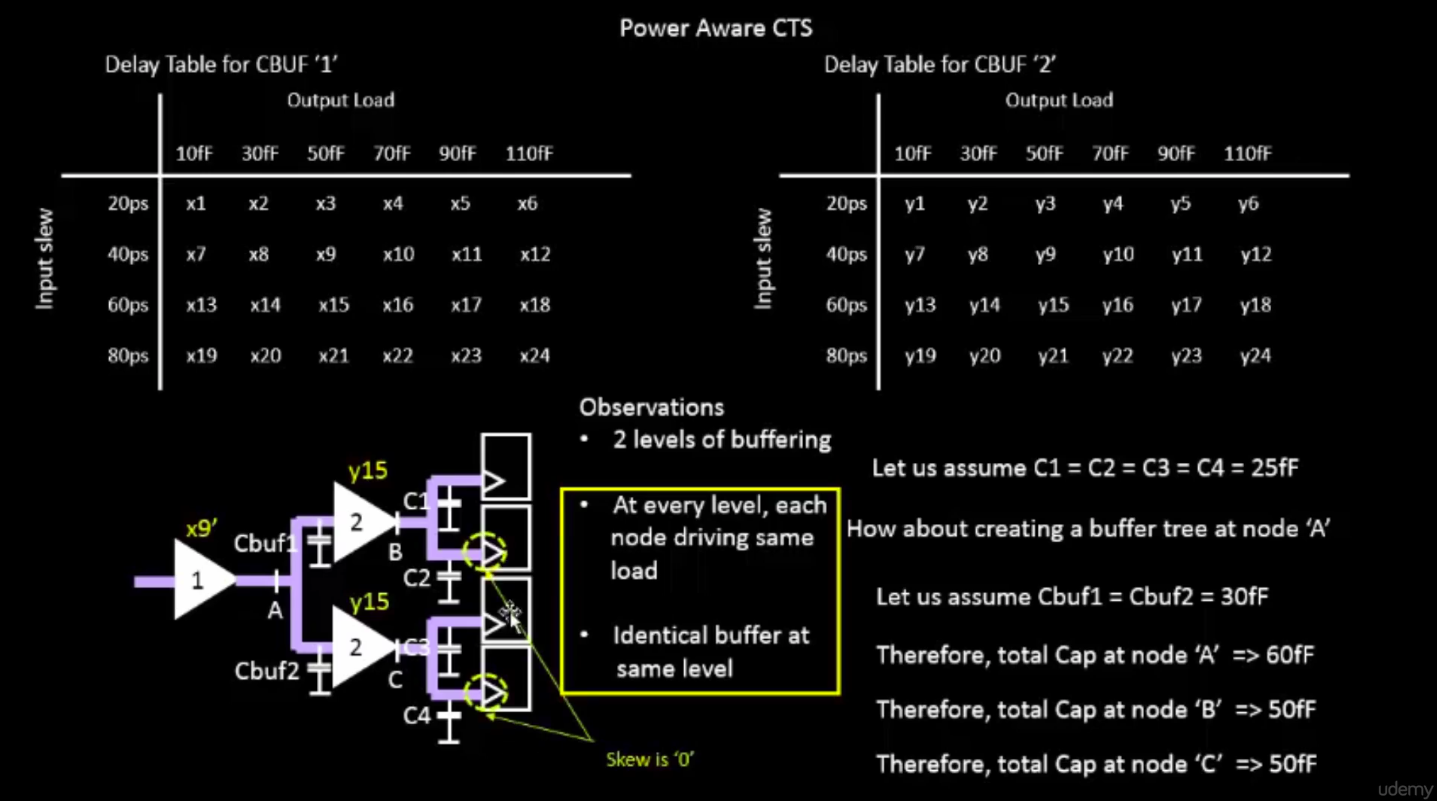 Power Aware CTS
Delay Table for CBUF ‘1’
Output Load
10fF 30fF 50fF 70fF 90fF 110fF
Input slew
20ps x1 x2 x3 x4 x5 x6
40ps x7 x8 x9 x10 x11 x12
60ps x13 x14 x15 x16 x17 x18
80ps x19 x20 x21 x22 x23 x24
Delay Table for CBUF ‘2’
Output Load
10fF 30fF 50fF 70fF 90fF 110fF
Input slew
20ps y1 y2 y3 y4 y5 y6
40ps y7 y8 y9 y10 y11 y12
60ps y13 y14 y15 y16 y17 y18
80ps y19 y20 y21 y22 y23 y24
y15
C1
x9’
2
Cbuf1
B
1
C2
A
y15
2
C3
Cbuf2
C
C4
Skew is ‘0’
Observations
• 2 levels of buffering
• At every level, each
node driving same
load
• Identical buffer at
same level
Let us assume C1 = C2 = C3 = C4 = 25fF
How about creating a buffer tree at node ‘A’
Let us assume Cbuf1 = Cbuf2 = 30fF
Therefore, total Cap at node ‘A’ => 60fF
Therefore, total Cap at node ‘B’ => 50fF
Therefore, total Cap at node ‘C’ => 50fF
udemy